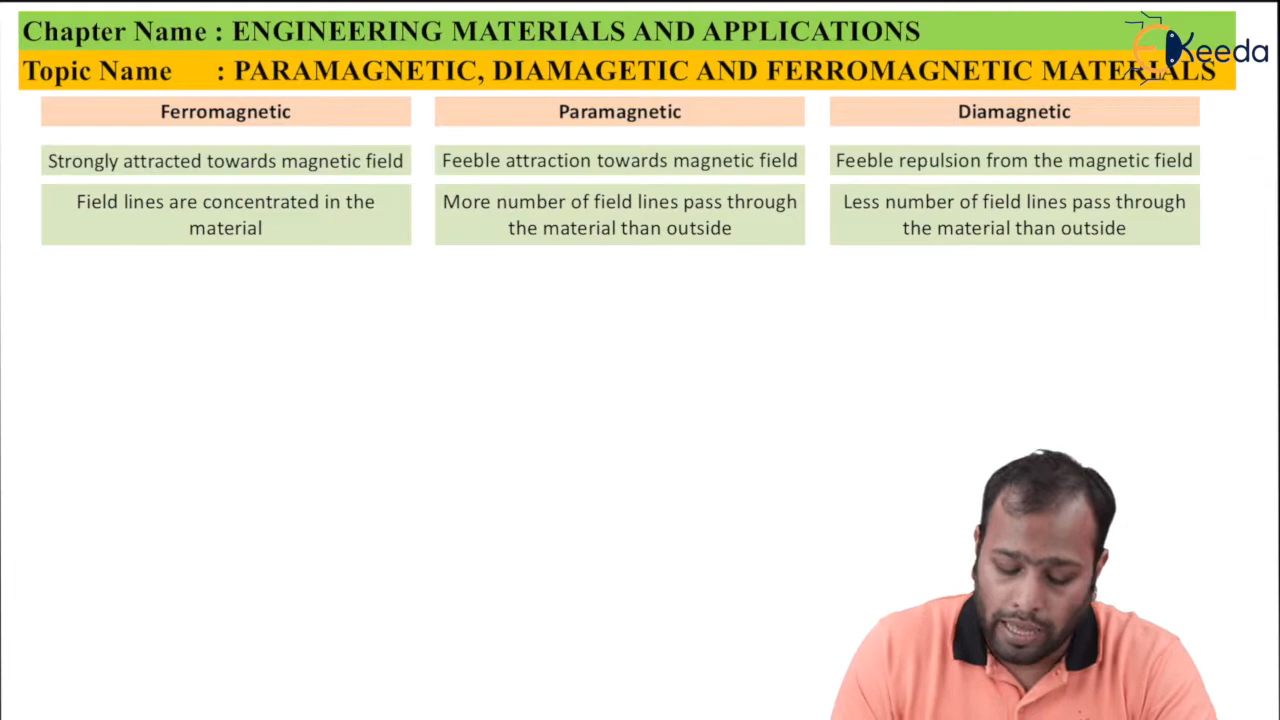 Chapter Name : ENGINEERING MATERIALS AND APPLICATIONS
Topic Name : PARAMAGNETIC, DIAMAGETIC AND FERROMAGNETIC MATERIALS
EKeeda
Ferromagnetic
Paramagnetic
Diamagnetic
Strongly attracted towards magnetic field
Feeble attraction towards magnetic field
Feeble repulsion from the magnetic field
Field lines are concentrated in the
material
More number of field lines pass through
the material than outside
Less number of field lines pass through
the material than outside